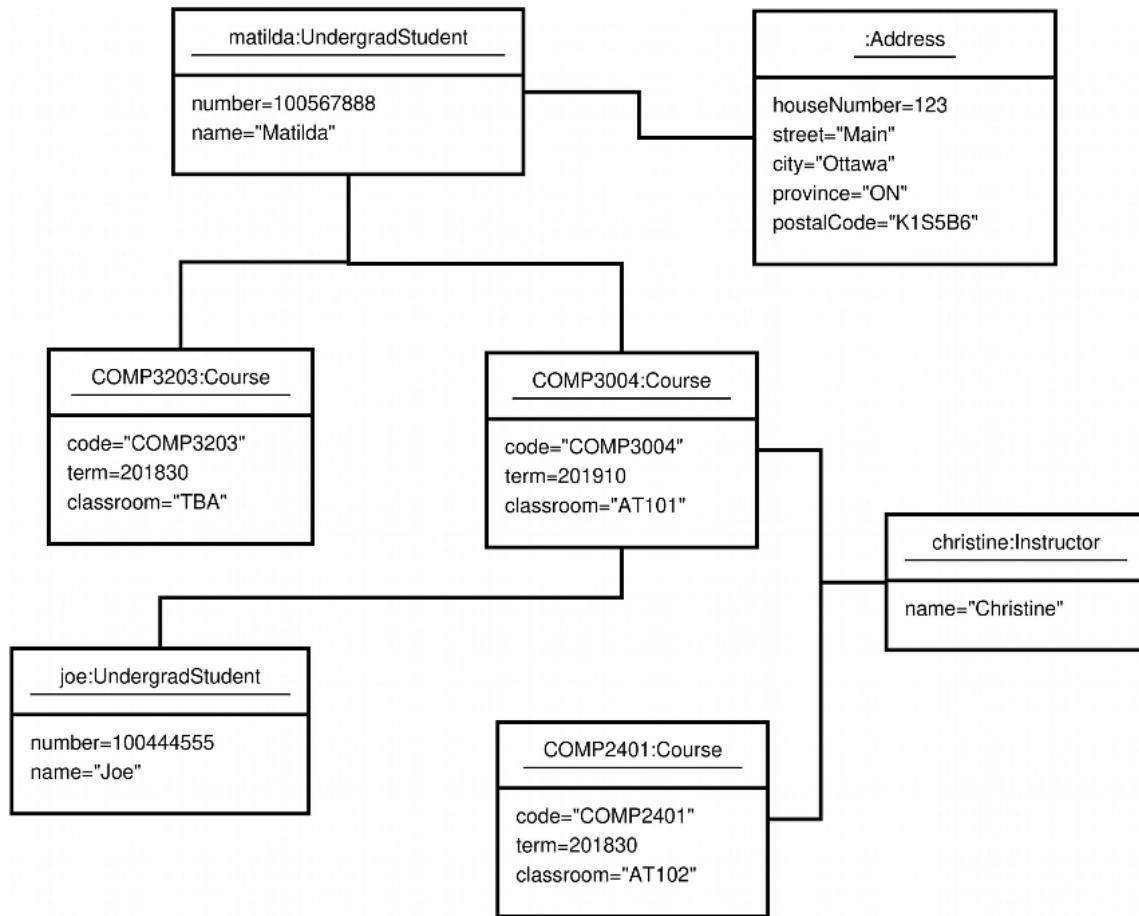 matilda:UndergradStudent
number=100567888
name="Matilda"
:Address
houseNumber=123
street="Main"
city="Ottawa"
province="ON"
postalCode="K1S5B6"
COMP3203:Course
code="COMP3203"
term=201830
classroom="TBA"
COMP3004:Course
code="COMP3004"
term=201910
classroom="AT101"
christine:Instructor
name="Christine"
joe:UndergradStudent
number=100444555
name="Joe"
COMP2401:Course
code="COMP2401"
term=201830
classroom="AT102"